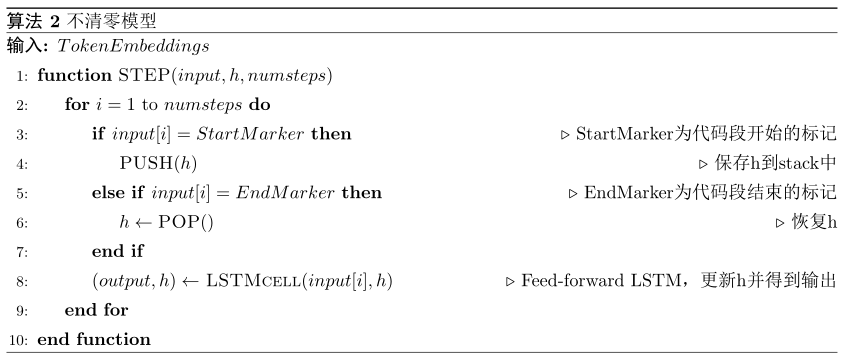 算法 2 不清零模型
输入: TokenEmbeddings
1: function STEP(input, h, numsteps)
2: for i = 1 to numsteps do
3: if input[i] = StartMarker then ▷ StartMarker为代码段开始的标记
4: PUSH(h) ▷ 保存h到stack中
5: else if input[i] = EndMarker then ▷ EndMarker为代码段结束的标记
6: h ← POP() ▷ 恢复h
7: end if
8: (output, h) ← LSTMCELL(input[i], h) ▷ Feed-forward LSTM，更新h并得到输出
9: end for
10: end function